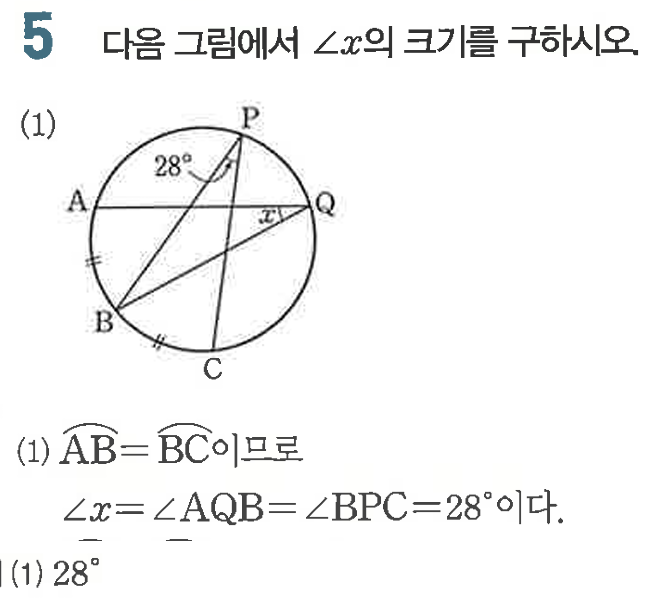 5 다음 그림에서 ∠x의 크기를 구하시오.
(1)
P
28°
A
Q
x
B
C
(1) AB=BC이므로
∠x=∠AQB=∠BPC=28°이다.
(1) 28°